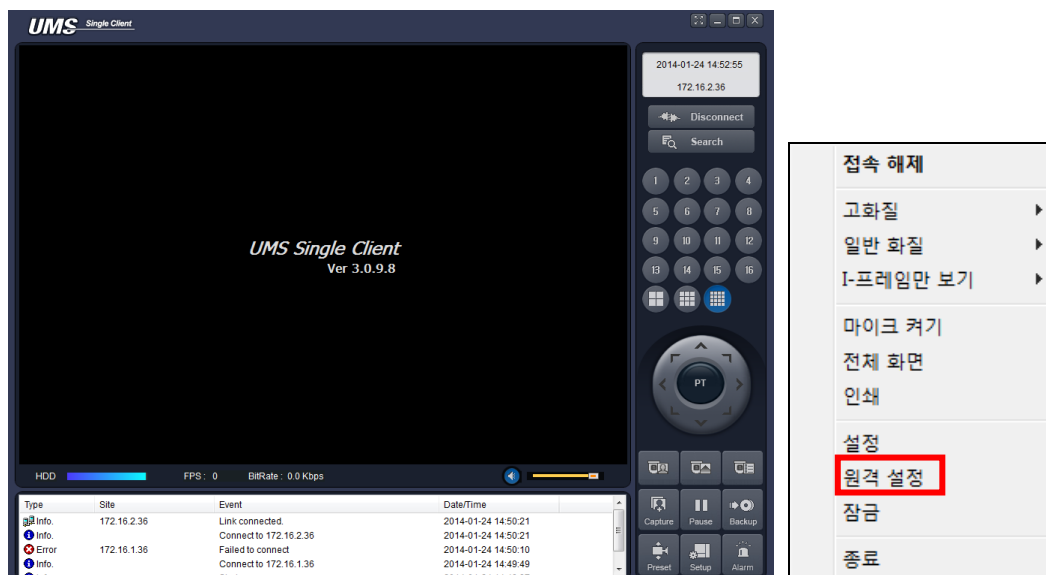 UMS Single Client
2014-01-24 14:52:55
172.16.2.36
Disconnect
Search
1 2 3 4
5 6 7 8
9 10 11 12
13 14 15 16
UMS Single Client
Ver 3.0.9.8
PT
HDD FPS : 0 BitRate : 0.0 Kbps
Capture Pause Backup
Preset Setup Alarm
Type Site Event Date/Time
Info. 172.16.2.36 Link connected. 2014-01-24 14:50:21
Info. Connect to 172.16.2.36 2014-01-24 14:50:21
Error 172.16.1.36 Failed to connect 2014-01-24 14:50:10
Info. Connect to 172.16.1.36 2014-01-24 14:49:49
접속 해제
고화질
일반 화질
I-프레임만 보기
마이크 켜기
전체 화면
인쇄
설정
원격 설정
잠금
종료